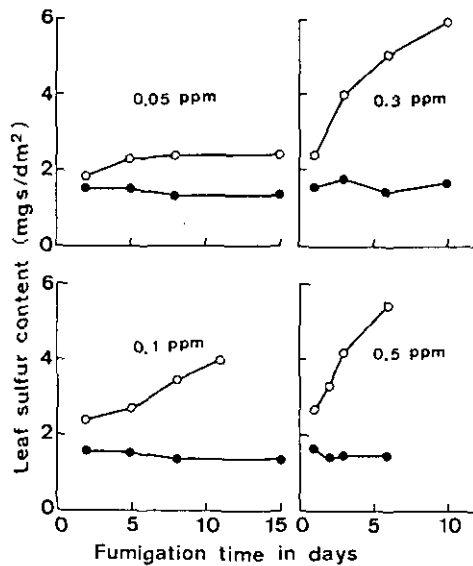 6
4
2
0
0.05 ppm
0.3 ppm
Leaf sulfur content (mgs/dm²)
6
4
2
0
0.1 ppm
0.5 ppm
0 5 10 15 0 5 10
Fumigation time in days